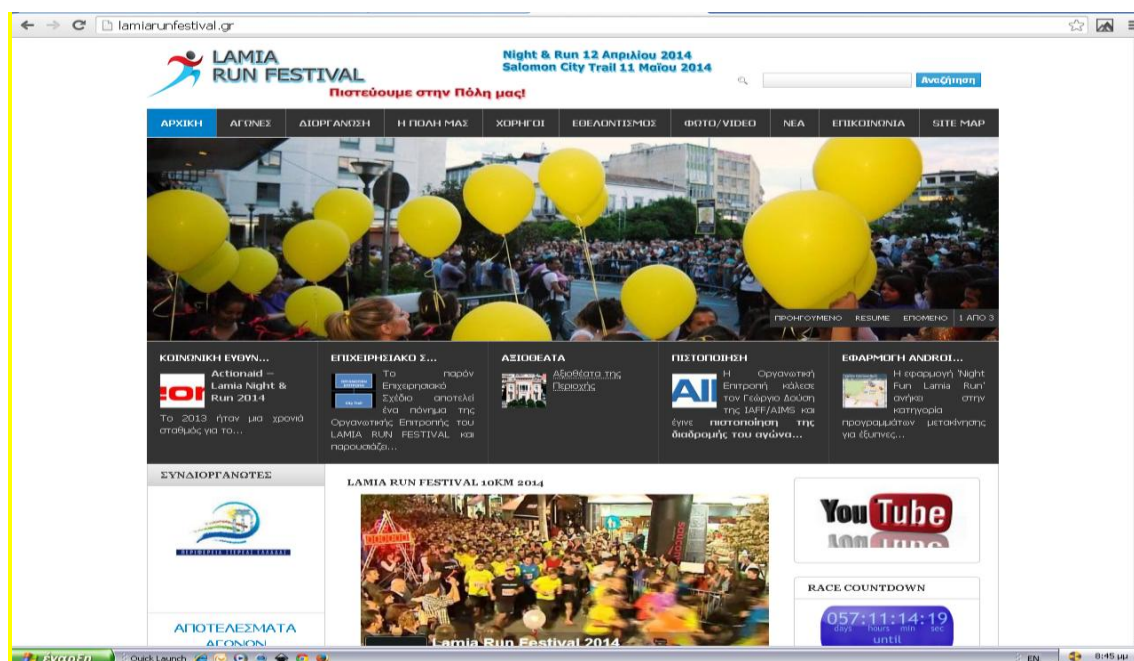 lamiarunfestival.gr
LAMIA
RUN FESTIVAL
Πιστεύουμε στην Πόλη μας!
Night & Run 12 Απριλίου 2014
Salomon City Trail 11 Μαΐου 2014
Αναζήτηση
ΑΡΧΙΚΗ ΑΓΩΝΕΣ ΔΙΟΡΓΑΝΩΣΗ Η ΠΟΛΗ ΜΑΣ ΧΟΡΗΓΟΙ ΕΘΕΛΟΝΤΙΣΜΟΣ ΦΩΤΟ/VIDEO ΝΕΑ ΕΠΙΚΟΙΝΩΝΙΑ SITE MAP
ΠΡΟΗΓΟΥΜΕΝΟ RESUME ΕΠΟΜΕΝΟ 1 ΑΠΟ 3
ΚΟΙΝΩΝΙΚΗ ΕΥΘΥΝ...
Actionaid –
Lamia Night &
Run 2014
Το 2013 ήταν μια χρονιά
σταθμός για το...
ΕΠΙΧΕΙΡΗΣΙΑΚΟ Σ...
Το παρόν
Επιχειρησιακό
Σχέδιο αποτελεί
ένα πόνημα της
Οργανωτικής Επιτροπής του
LAMIA RUN FESTIVAL και
παρουσιάζει...
ΑΞΙΟΘΕΑΤΑ
Αξιοθέατα της
Περιοχής
ΠΙΣΤΟΠΟΙΗΣΗ
Η Οργανωτική
Επιτροπή κάλεσε
τον Γεώργιο Δούση
της IAFF/AIMS και
έγινε πιστοποίηση της
διαδρομής του αγώνα...
ΕΦΑΡΜΟΓΗ ANDROI...
Η εφαρμογή 'Night
Fun Lamia Run'
ανήκει στην
κατηγορία
προγραμμάτων μετακίνησης
για έξυπνες...
ΣΥΝΔΙΟΡΓΑΝΩΤΕΣ
ΠΕΡΙΦΕΡΕΙΑ ΣΤΕΡΕΑΣ ΕΛΛΑΔΑΣ
ΑΠΟΤΕΛΕΣΜΑΤΑ
ΑΓΩΝΩΝ
LAMIA RUN FESTIVAL 10KM 2014
Lamia Run Festival 2014
YouTube
RACE COUNTDOWN
057:11:14:19
days hours min sec
until
έναρξη Quick Launch EN 8:45 μμ